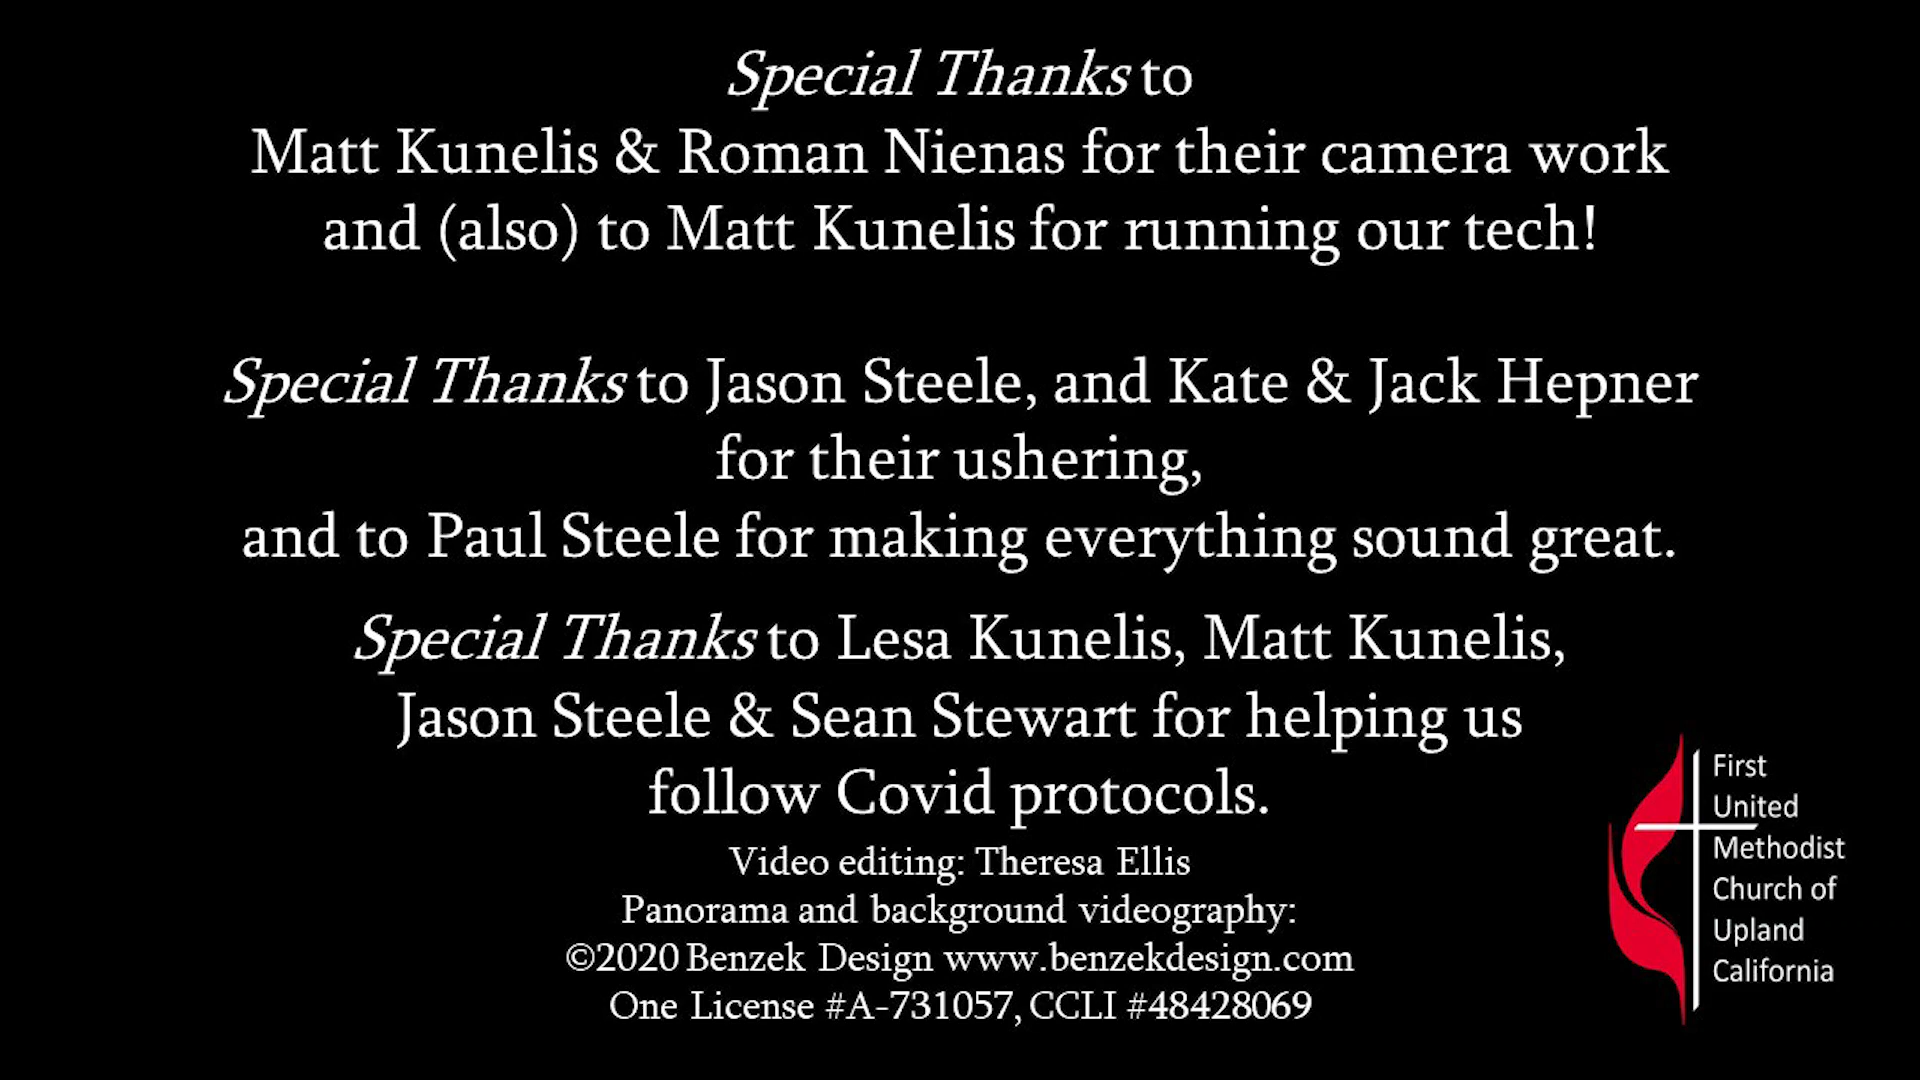 Special Thanks to
Matt Kunelis & Roman Nienas for their camera work
and (also) to Matt Kunelis for running our tech!
Special Thanks to Jason Steele, and Kate & Jack Hepner
for their ushering,
and to Paul Steele for making everything sound great.
Special Thanks to Lesa Kunelis, Matt Kunelis,
Jason Steele & Sean Stewart for helping us
follow Covid protocols.
Video editing: Theresa Ellis
Panorama and background videography:
©2020 Benzek Design www.benzekdesign.com
One License #A-731057, CCLI #48428069
First
United
Methodist
Church of
Upland
California